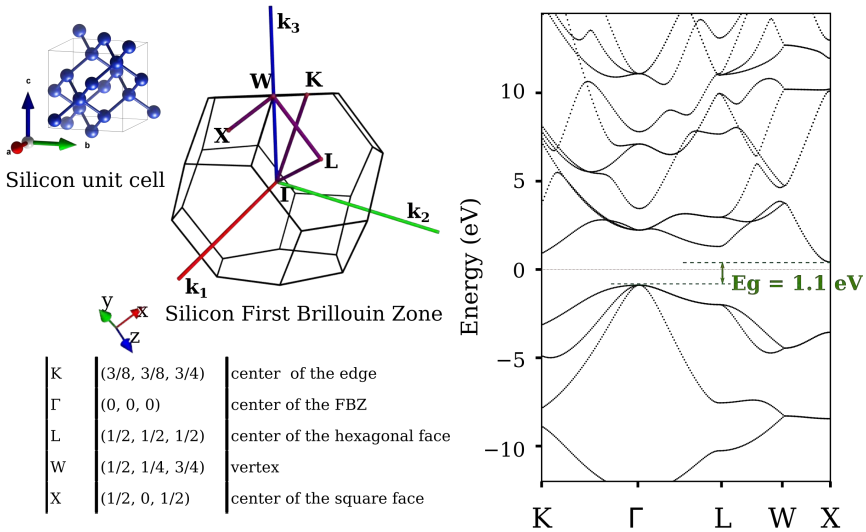 c
a
b
Silicon unit cell
k3
W
K
X
L
Γ
k2
k1
Silicon First Brillouin Zone
y
x
z
K (3/8, 3/8, 3/4) center of the edge
Γ (0, 0, 0) center of the FBZ
L (1/2, 1/2, 1/2) center of the hexagonal face
W (1/2, 1/4, 3/4) vertex
X (1/2, 0, 1/2) center of the square face
Energy (eV)
10
5
0
−5
−10
Eg = 1.1 eV
K Γ L W X